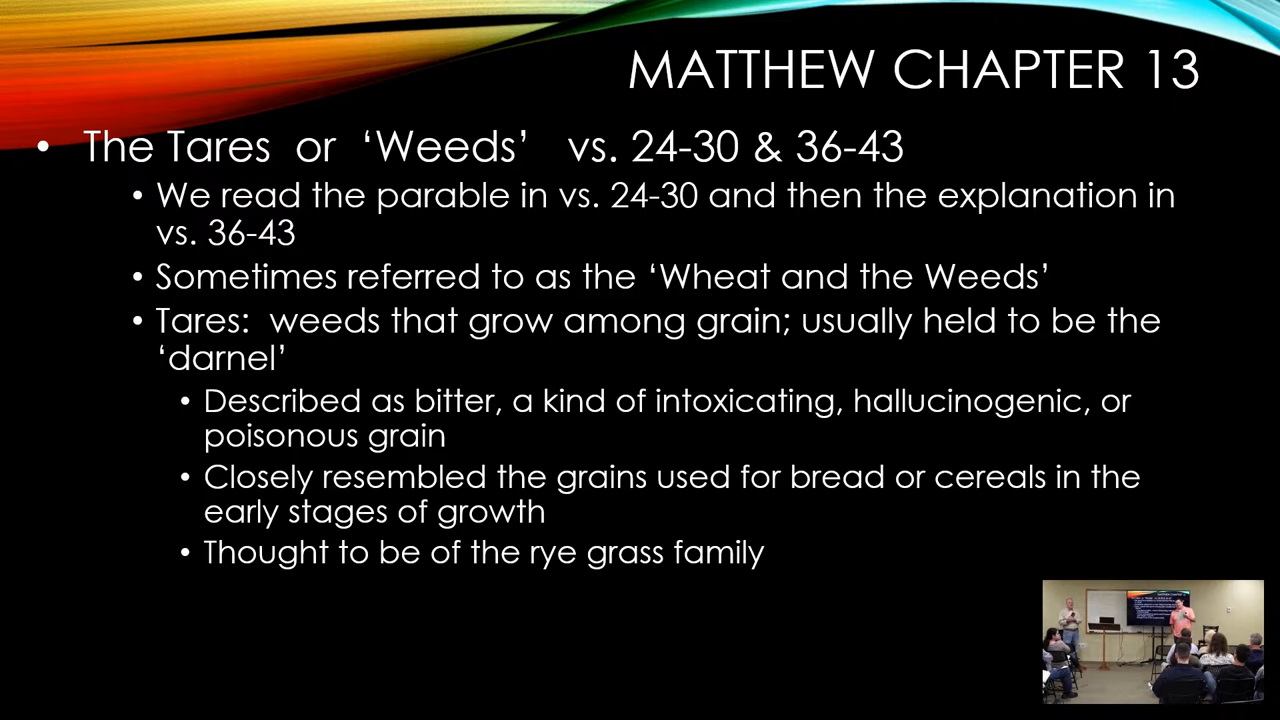 MATTHEW CHAPTER 13
• The Tares or ‘Weeds’ vs. 24-30 & 36-43
• We read the parable in vs. 24-30 and then the explanation in
vs. 36-43
• Sometimes referred to as the ‘Wheat and the Weeds’
• Tares: weeds that grow among grain; usually held to be the
‘darnel’
• Described as bitter, a kind of intoxicating, hallucinogenic, or
poisonous grain
• Closely resembled the grains used for bread or cereals in the
early stages of growth
• Thought to be of the rye grass family